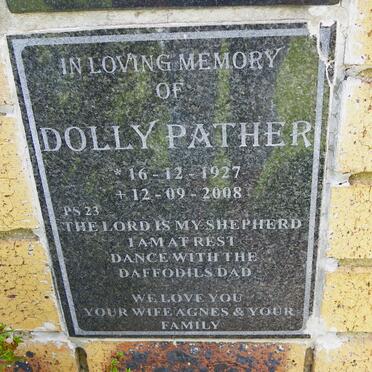 IN LOVING MEMORY
OF
DOLLY PATHER
* 16-12-1927
+ 12-09-2008
PS 23
THE LORD IS MY SHEPHERD
I AM AT REST
DANCE WITH THE
DAFFODILS DAD
WE LOVE YOU
YOUR WIFE AGNES & YOUR
FAMILY